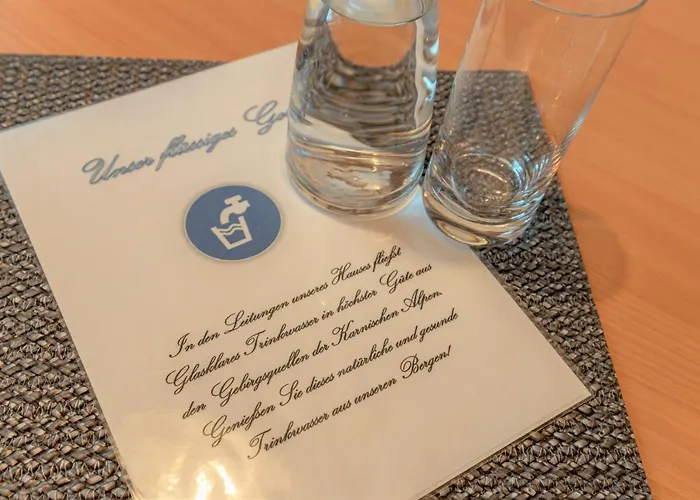 Unser flüssiges
In den Leitungen unseres Hauses fließt
Glasklares Trinkwasser in höchster Güte aus
den Gebirgsquellen der Karnischen Alpen.
Genießen Sie dieses natürliche und gesunde
Trinkwasser aus unseren Bergen!